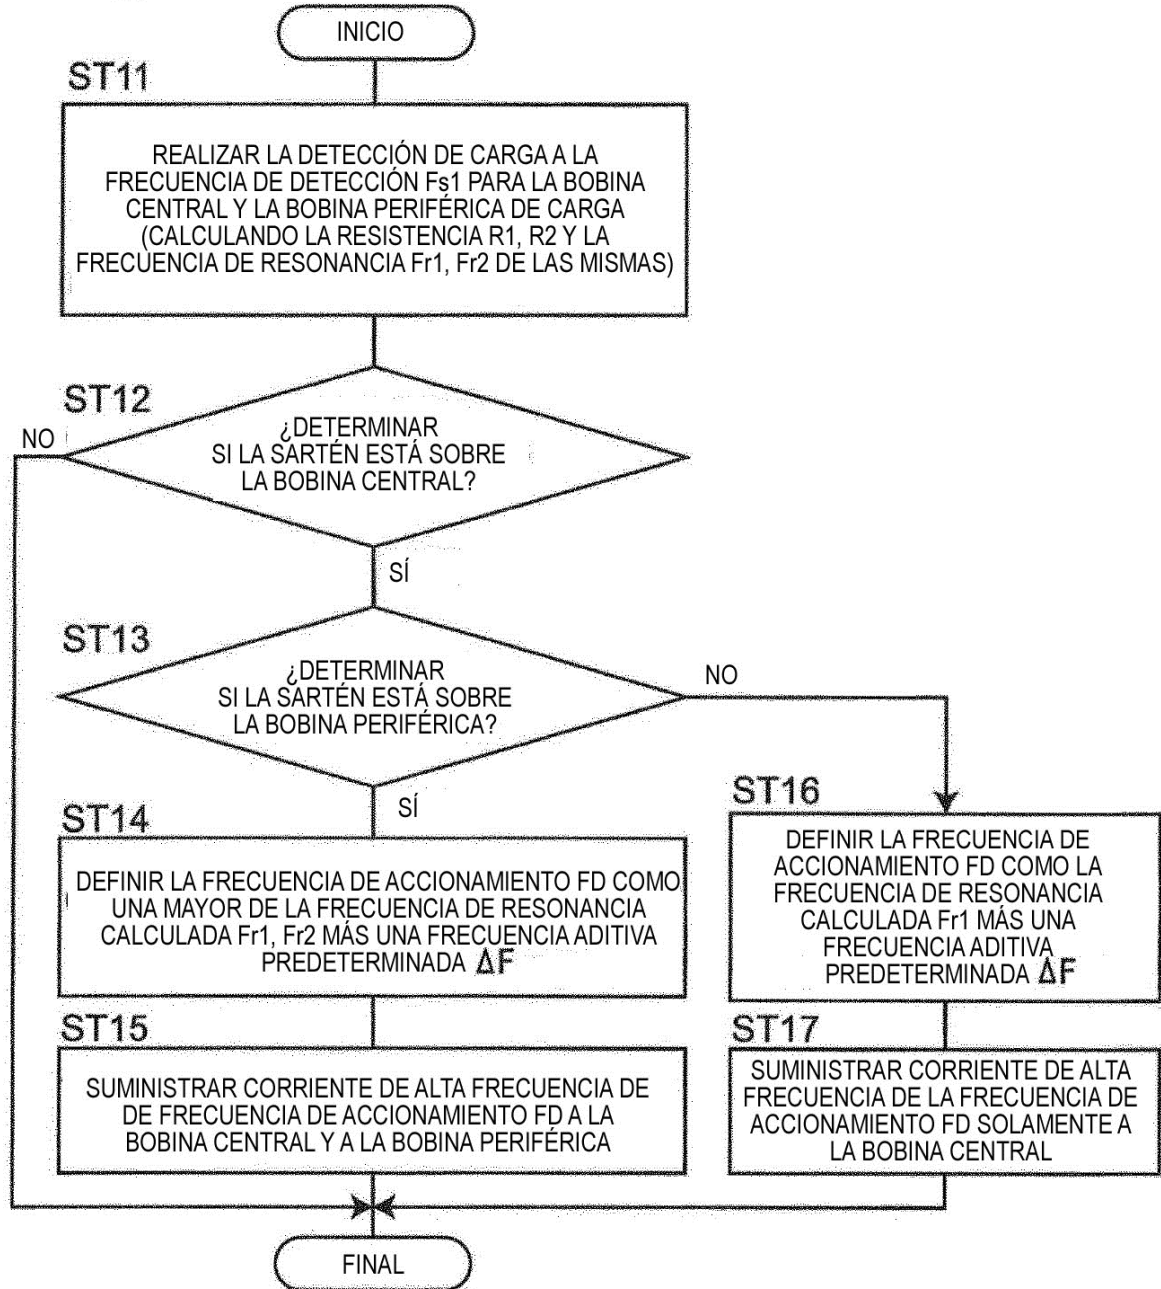 INICIO
ST11
REALIZAR LA DETECCIÓN DE CARGA A LA
FRECUENCIA DE DETECCIÓN Fs1 PARA LA BOBINA
CENTRAL Y LA BOBINA PERIFÉRICA DE CARGA
(CALCULANDO LA RESISTENCIA R1, R2 Y LA
FRECUENCIA DE RESONANCIA Fr1, Fr2 DE LAS MISMAS)
ST12
NO
¿DETERMINAR
SI LA SARTÉN ESTÁ SOBRE
LA BOBINA CENTRAL?
SÍ
ST13
¿DETERMINAR
SI LA SARTÉN ESTÁ SOBRE
LA BOBINA PERIFÉRICA?
NO
SÍ
ST14
DEFINIR LA FRECUENCIA DE ACCIONAMIENTO FD COMO
UNA MAYOR DE LA FRECUENCIA DE RESONANCIA
CALCULADA Fr1, Fr2 MÁS UNA FRECUENCIA ADITIVA
PREDETERMINADA ΔF
ST16
DEFINIR LA FRECUENCIA DE
ACCIONAMIENTO FD COMO LA
FRECUENCIA DE RESONANCIA
CALCULADA Fr1 MÁS UNA
FRECUENCIA ADITIVA
PREDETERMINADA ΔF
ST15
SUMINISTRAR CORRIENTE DE ALTA FRECUENCIA DE
DE FRECUENCIA DE ACCIONAMIENTO FD A LA
BOBINA CENTRAL Y A LA BOBINA PERIFÉRICA
ST17
SUMINISTRAR CORRIENTE DE ALTA
FRECUENCIA DE LA FRECUENCIA DE
ACCIONAMIENTO FD SOLAMENTE A
LA BOBINA CENTRAL
FINAL